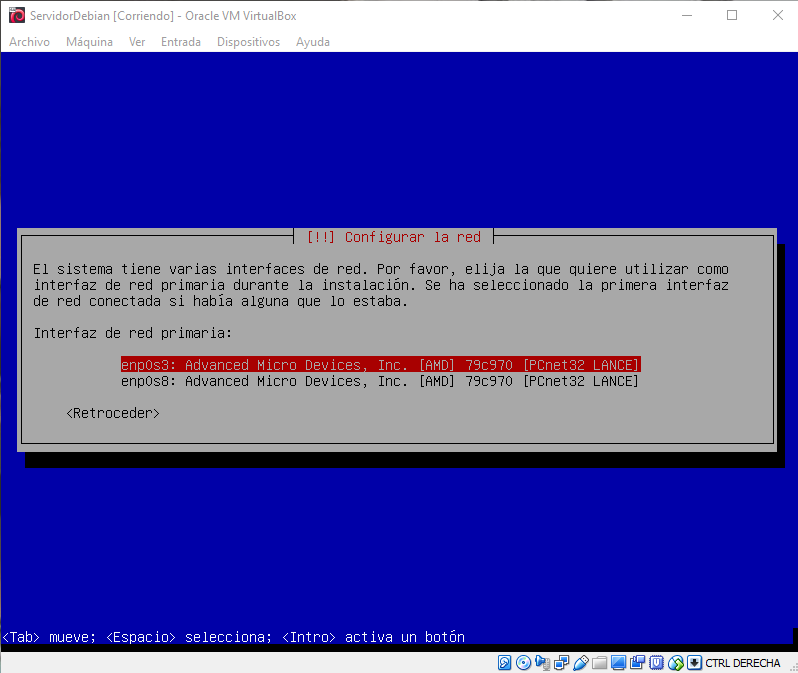 ServidorDebian [Corriendo] - Oracle VM VirtualBox
Archivo Máquina Ver Entrada Dispositivos Ayuda
[!!] Configurar la red
El sistema tiene varias interfaces de red. Por favor, elija la que quiere utilizar como
interfaz de red primaria durante la instalación. Se ha seleccionado la primera interfaz
de red conectada si había alguna que lo estaba.
Interfaz de red primaria:
enp0s3: Advanced Micro Devices, Inc. [AMD] 79c970 [PCnet32 LANCE]
enp0s8: Advanced Micro Devices, Inc. [AMD] 79c970 [PCnet32 LANCE]
<Retroceder>
<Tab> mueve; <Espacio> selecciona; <Intro> activa un botón
CTRL DERECHA